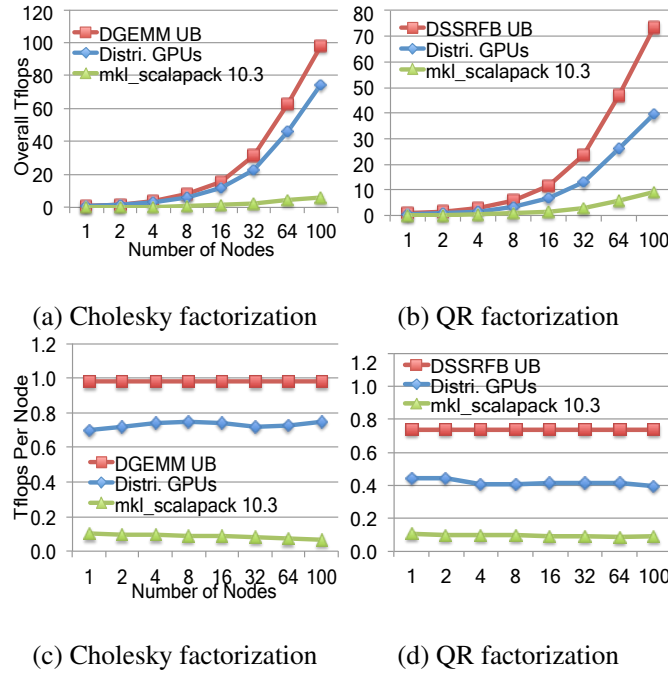 120
100
80
60
40
20
0
Overall Tflops
DGEMM UB
Distri. GPUs
mkl_scalapack 10.3
1 2 4 8 16 32 64 100
Number of Nodes
80
70
60
50
40
30
20
10
0
DSSRFB UB
Distri. GPUs
mkl_scalapack 10.3
1 2 4 8 16 32 64 100
(a) Cholesky factorization
(b) QR factorization
1.2
1.0
0.8
0.6
0.4
0.2
0.0
Tflops Per Node
DGEMM UB
Distri. GPUs
mkl_scalapack 10.3
1 2 4 8 16 32 64 100
Number of Nodes
1.2
1.0
0.8
0.6
0.4
0.2
0.0
DSSRFB UB
Distri. GPUs
mkl_scalapack 10.3
1 2 4 8 16 32 64 100
(c) Cholesky factorization
(d) QR factorization